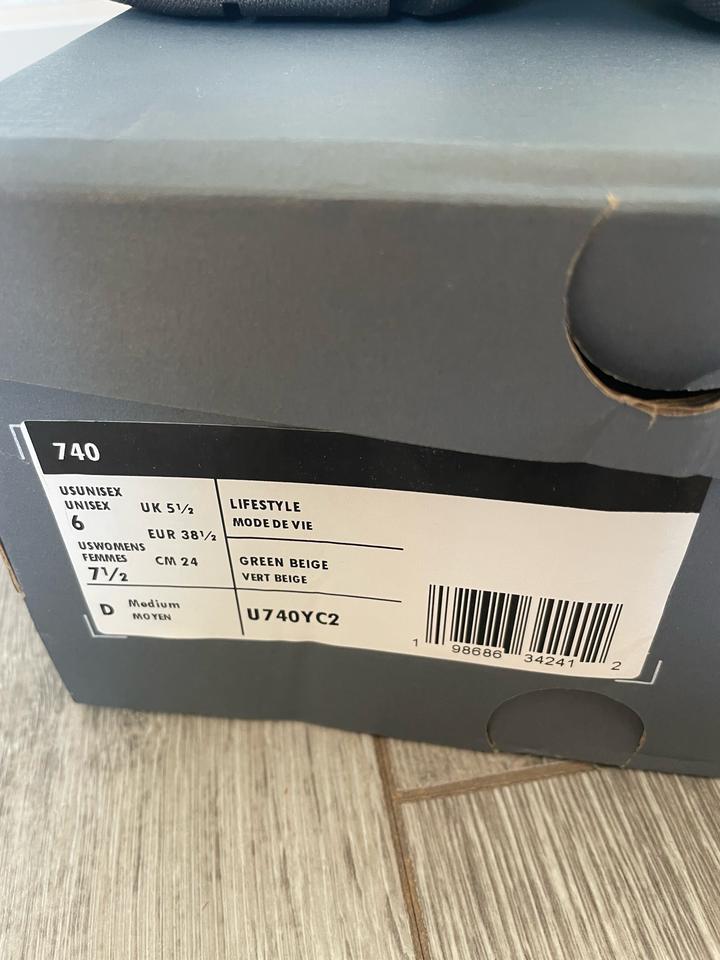 740
USUNISEX
UNISEX
6
UK 5½
EUR 38½
USWOMENS
FEMMES
7½
CM 24
LIFESTYLE
MODE DE VIE
GREEN BEIGE
VERT BEIGE
D Medium
MOYEN
U740YC2
1 98686 34241 2